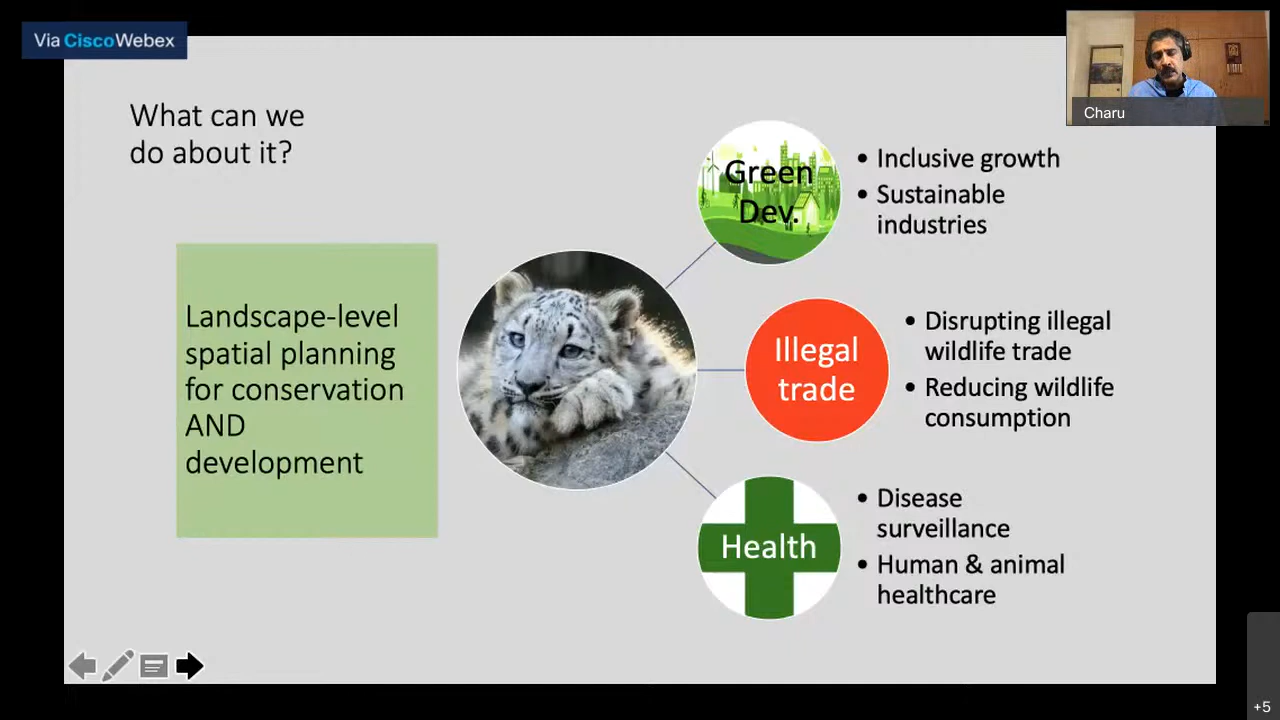 Via Cisco Webex
Charu
What can we
do about it?
Landscape-level
spatial planning
for conservation
AND
development
Green
Dev.
• Inclusive growth
• Sustainable
industries
Illegal
trade
• Disrupting illegal
wildlife trade
• Reducing wildlife
consumption
Health
• Disease
surveillance
• Human & animal
healthcare
+5